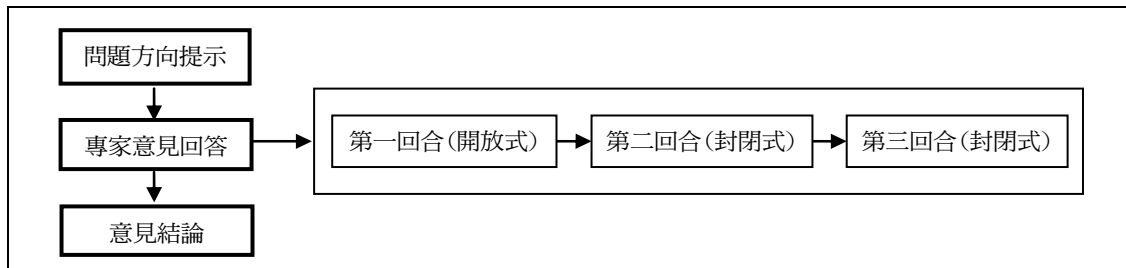 問題方向提示
專家意見回答
第一回合(開放式)
第二回合(封閉式)
第三回合(封閉式)
意見結論